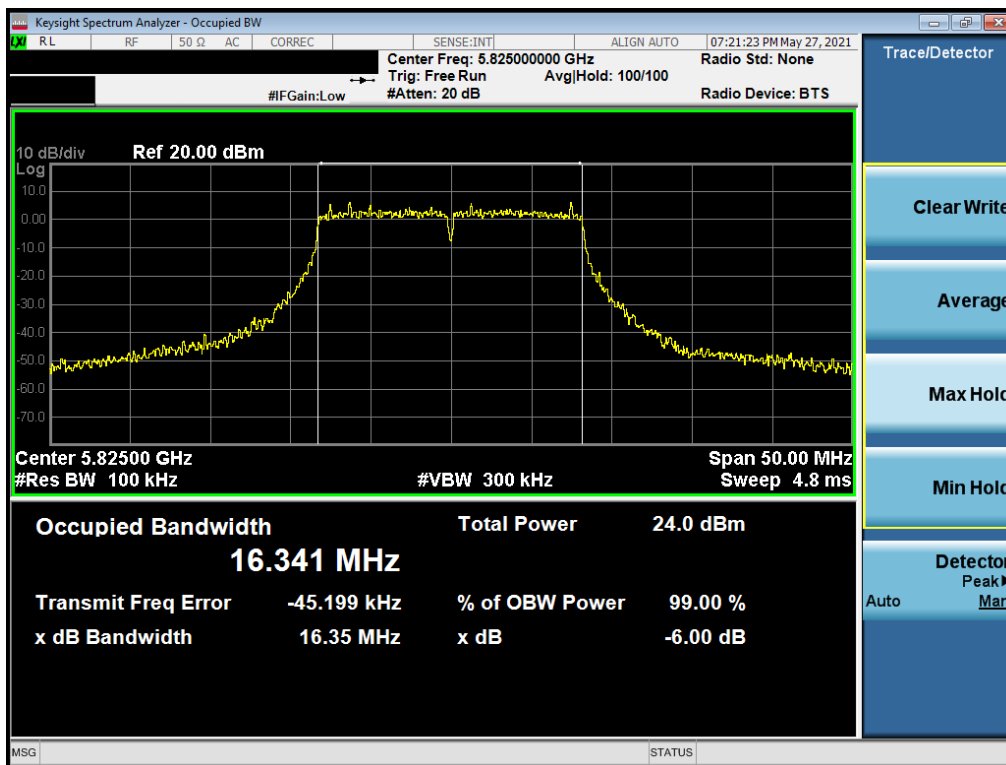 Keysight Spectrum Analyzer - Occupied BW
LXI RL RF 50 Ω AC CORREC SENSE:INT ALIGN AUTO 07:21:23 PM May 27, 2021
Center Freq: 5.825000000 GHz Radio Std: None
Trig: Free Run Avg|Hold: 100/100
#IFGain:Low #Atten: 20 dB Radio Device: BTS
10 dB/div Ref 20.00 dBm
Log
10.0
0.00
-10.0
-20.0
-30.0
-40.0
-50.0
-60.0
-70.0
Center 5.82500 GHz Span 50.00 MHz
#Res BW 100 kHz #VBW 300 kHz Sweep 4.8 ms
Occupied Bandwidth Total Power 24.0 dBm
16.341 MHz
Transmit Freq Error -45.199 kHz % of OBW Power 99.00 %
x dB Bandwidth 16.35 MHz x dB -6.00 dB
MSG STATUS
Trace/Detector
Clear Write
Average
Max Hold
Min Hold
Detector
Peak
Auto Man